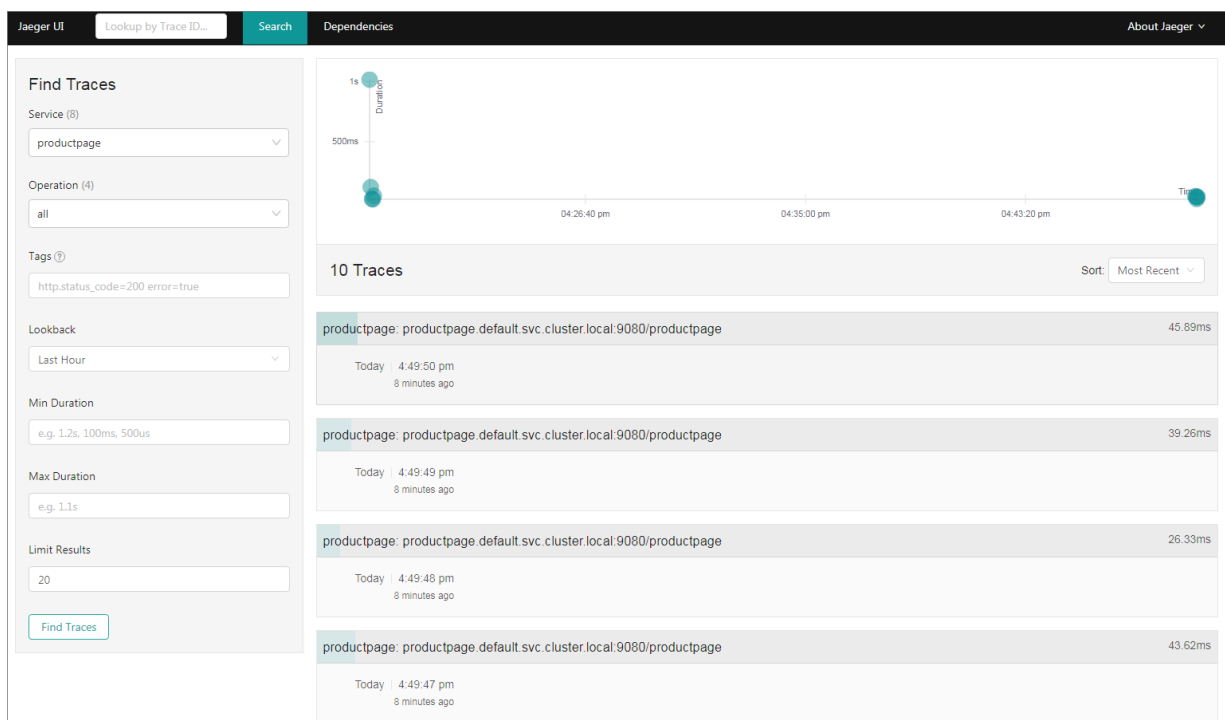 Jaeger UI
Lookup by Trace ID...
Search
Dependencies
About Jaeger
Find Traces
Service (8)
productpage
Operation (4)
all
Tags
http.status_code=200 error=true
Lookback
Last Hour
Min Duration
e.g. 1.2s, 100ms, 500us
Max Duration
e.g. 1.1s
Limit Results
20
Find Traces
1s
Duration
500ms
04:26:40 pm
04:35:00 pm
04:43:20 pm
10 Traces
Sort: Most Recent
productpage: productpage.default.svc.cluster.local:9080/productpage 45.89ms
Today 4:49:50 pm
8 minutes ago
productpage: productpage.default.svc.cluster.local:9080/productpage 39.26ms
Today 4:49:49 pm
8 minutes ago
productpage: productpage.default.svc.cluster.local:9080/productpage 26.33ms
Today 4:49:48 pm
8 minutes ago
productpage: productpage.default.svc.cluster.local:9080/productpage 43.62ms
Today 4:49:47 pm
8 minutes ago